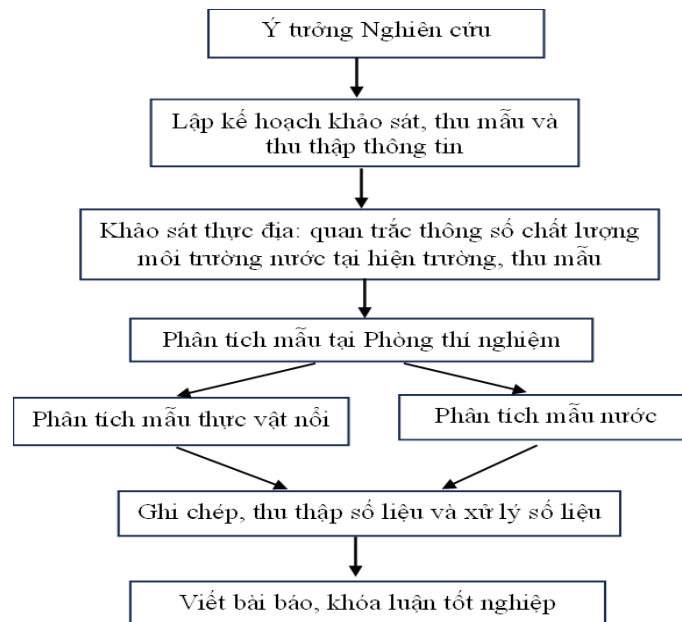 Ý tưởng Nghiên cứu
Lập kế hoạch khảo sát, thu mẫu và
thu thập thông tin
Khảo sát thực địa: quan trắc thông số chất lượng
môi trường nước tại hiện trường, thu mẫu
Phân tích mẫu tại Phòng thí nghiệm
Phân tích mẫu thực vật nổi
Phân tích mẫu nước
Ghi chép, thu thập số liệu và xử lý số liệu
Viết bài báo, khóa luận tốt nghiệp